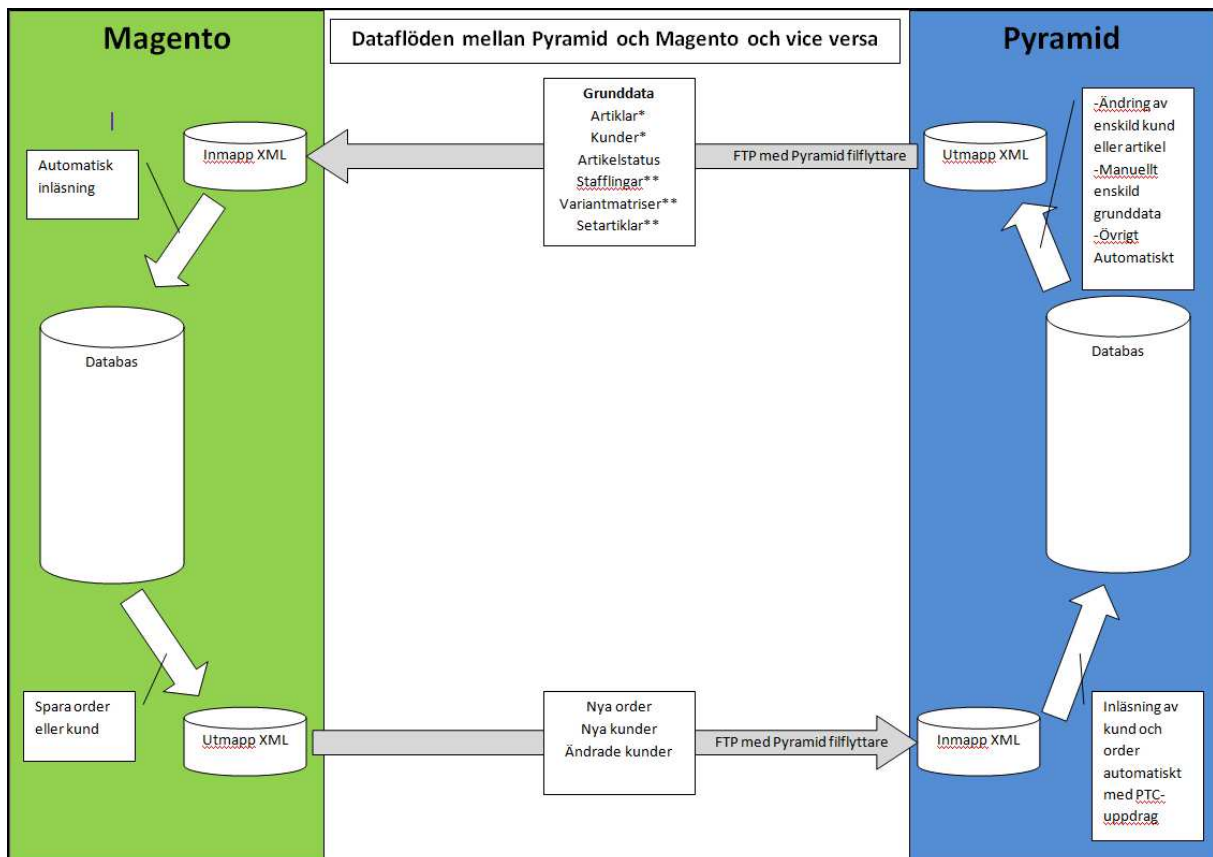 Magento
Dataflöden mellan Pyramid och Magento och vice versa
Pyramid
Grunddata
Artiklar*
Kunder*
Artikelstatus
Stafflingar**
Variantmatriser**
Setartiklar**
Inmapp XML
FTP med Pyramid filflyttare
Utmapp XML
-Ändring av
enskild kund
eller artikel
-Manuellt
enskild
grunddata
-Övrigt
Automatiskt
Automatisk
inläsning
Databas
Databas
Spara order
eller kund
Utmapp XML
Nya order
Nya kunder
Ändrade kunder
FTP med Pyramid filflyttare
Inmapp XML
Inläsning av
kund och
order
automatiskt
med PTC-
uppdrag